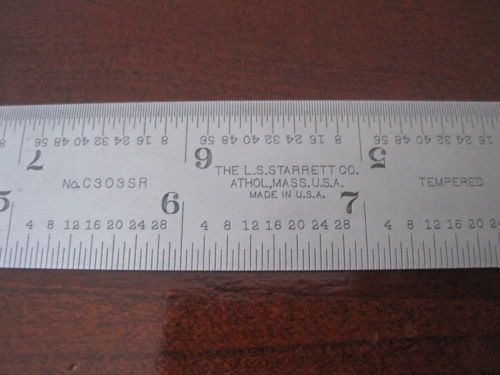 8 16 24 32 40 48 56 8 16 24 32 40 48 56 8 16 24 32 40 48 56
7 6 5
THE L.S. STARRETT CO.
No. C303SR ATHOL, MASS. U.S.A. TEMPERED
MADE IN U.S.A.
5 6 7
4 8 12 16 20 24 28 4 8 12 16 20 24 28 4 8 12 16 20 24